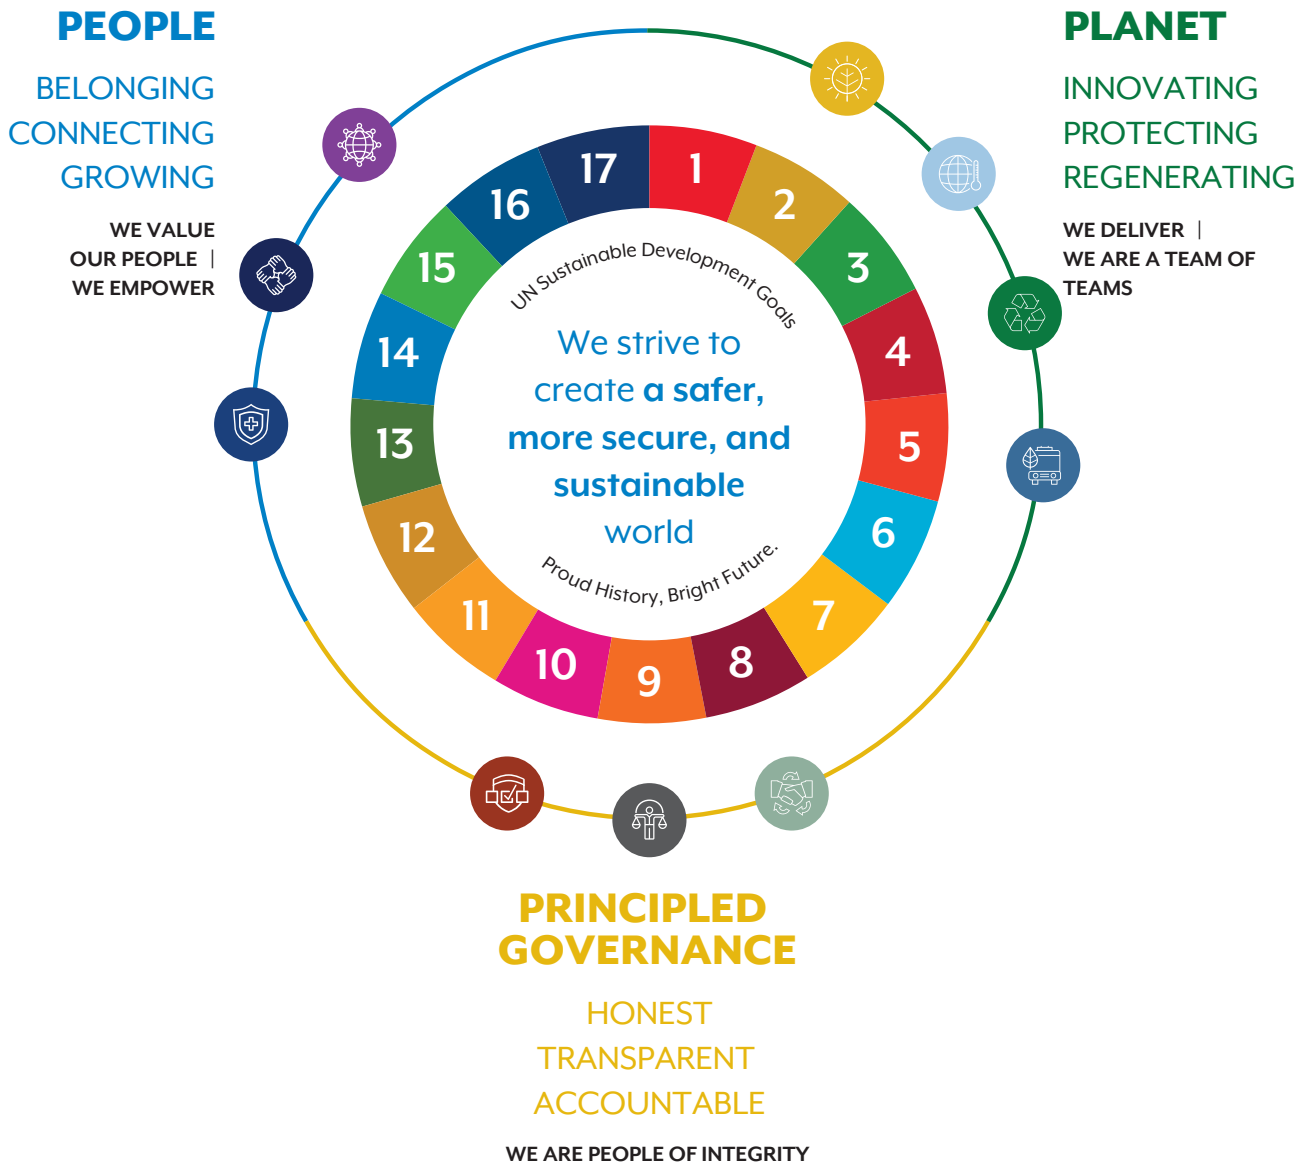 PEOPLE
BELONGING
CONNECTING
GROWING
WE VALUE
OUR PEOPLE |
WE EMPOWER
PLANET
INNOVATING
PROTECTING
REGENERATING
WE DELIVER |
WE ARE A TEAM OF
TEAMS
1
2
3
4
5
6
7
8
9
10
11
12
13
14
15
16
17
UN Sustainable Development Goals
We strive to
create a safer,
more secure, and
sustainable
world
Proud History, Bright Future.
PRINCIPLED
GOVERNANCE
HONEST
TRANSPARENT
ACCOUNTABLE
WE ARE PEOPLE OF INTEGRITY